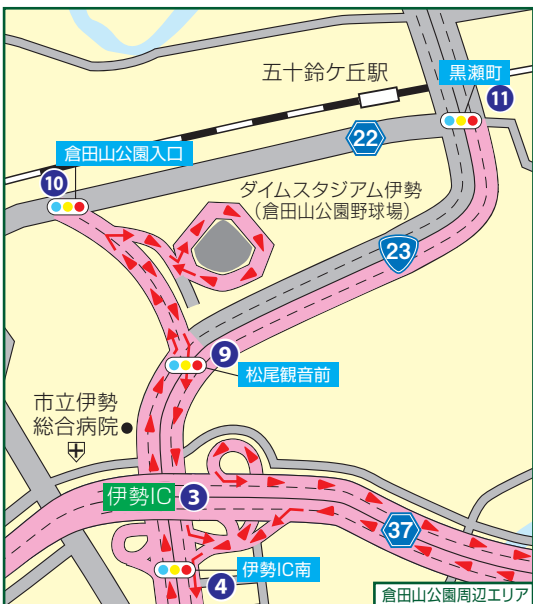 五十鈴ケ丘駅
黒瀬町
11
22
倉田山公園入口
10
ダイムスタジアム伊勢
(倉田山公園野球場)
23
9
松尾観音前
市立伊勢
総合病院
伊勢IC
3
37
伊勢IC南
4
倉田山公園周辺エリア